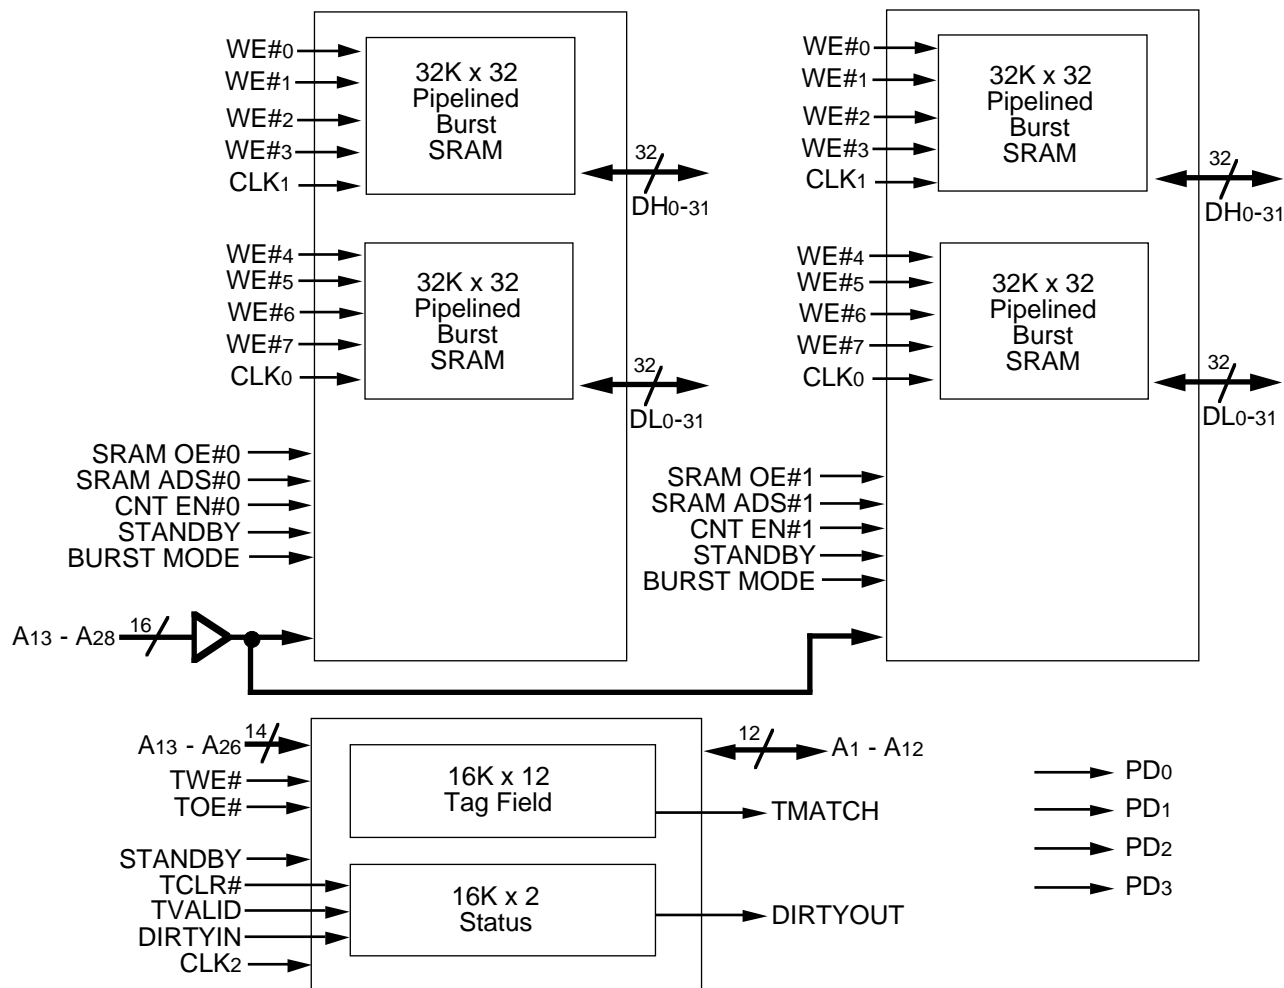 WE#0
WE#1
WE#2
WE#3
CLK1
32K x 32
Pipelined
Burst
SRAM
32
DH0-31
WE#4
WE#5
WE#6
WE#7
CLK0
32K x 32
Pipelined
Burst
SRAM
32
DL0-31
SRAM OE#0
SRAM ADS#0
CNT EN#0
STANDBY
BURST MODE
A13 - A28
16
WE#0
WE#1
WE#2
WE#3
CLK1
32K x 32
Pipelined
Burst
SRAM
32
DH0-31
WE#4
WE#5
WE#6
WE#7
CLK0
32K x 32
Pipelined
Burst
SRAM
32
DL0-31
SRAM OE#1
SRAM ADS#1
CNT EN#1
STANDBY
BURST MODE
A13 - A26
14
TWE#
TOE#
STANDBY
TCLR#
TVALID
DIRTYIN
CLK2
16K x 12
Tag Field
16K x 2
Status
12
A1 - A12
TMATCH
DIRTYOUT
PD0
PD1
PD2
PD3